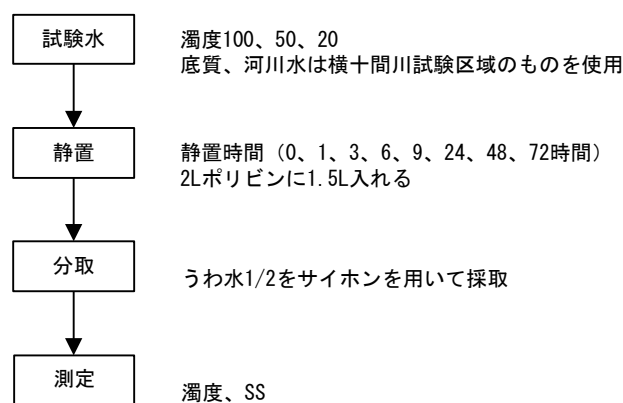 試験水
濁度100、50、20
底質、河川水は横十間川試験区域のものを使用
静置
静置時間（0、1、3、6、9、24、48、72時間）
2Lポリビンに1.5L入れる
分取
うわ水1/2をサイホンを用いて採取
測定
濁度、SS